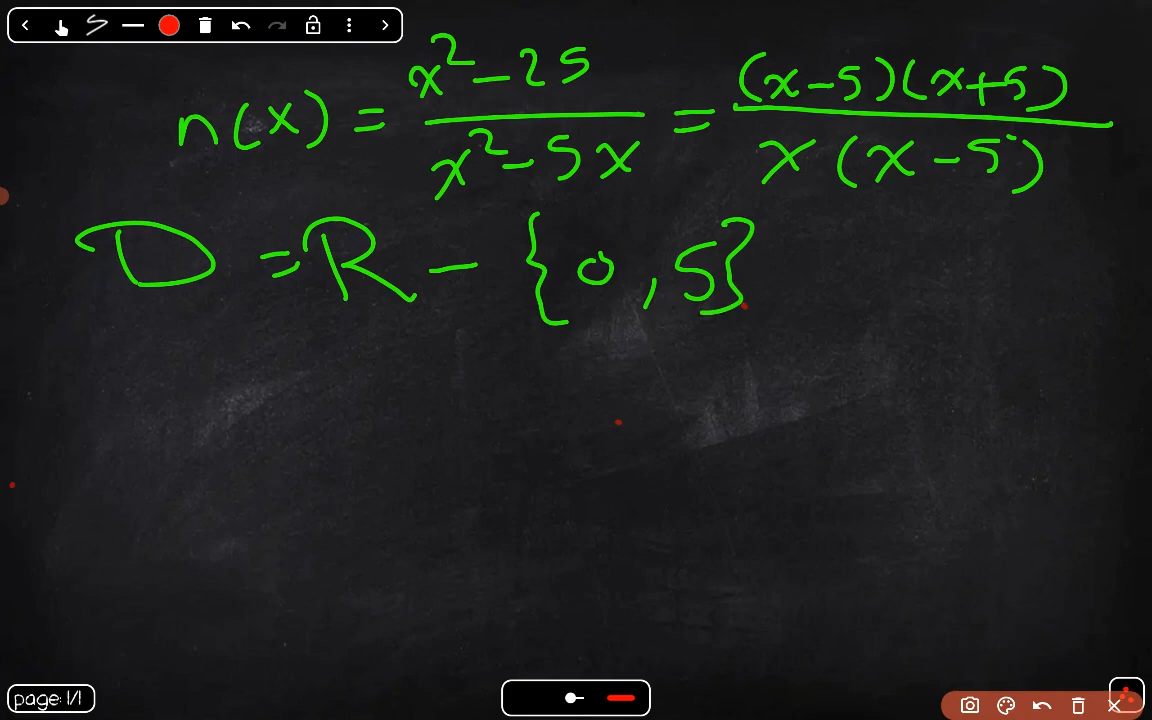 n(x) = x²-25 / x²-5x = (x-5)(x+5) / x(x-5)
D = R - {0,5}
page: 1/1